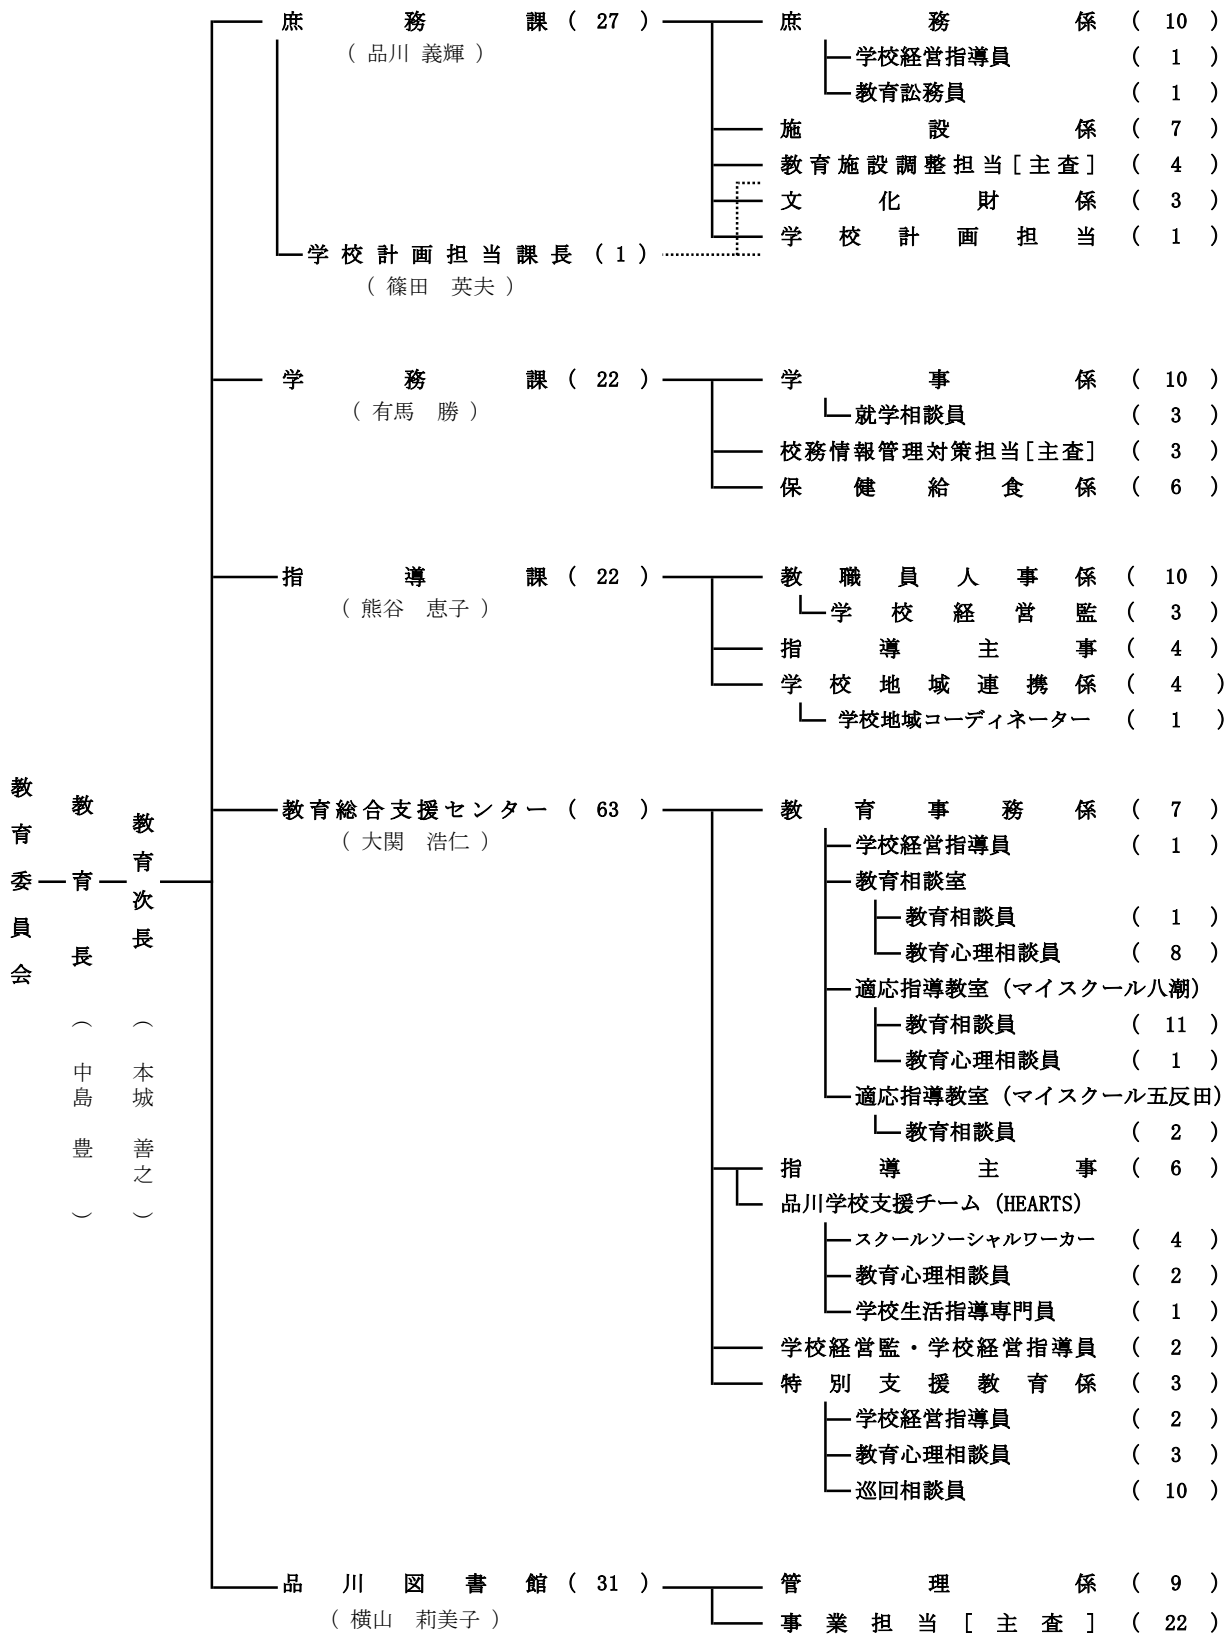 教育委員会
教育長（中島 豊）
教育次長（本城 善之）
庶務課（27）
（品川 義輝）
庶務係（10）
学校経営指導員（1）
教育訟務員（1）
施設係（7）
教育施設調整担当[主査]（4）
文化財係（3）
学校計画担当（1）
学校計画担当課長（1）
（篠田 英夫）
学務課（22）
（有馬 勝）
学事係（10）
就学相談員（3）
校務情報管理対策担当[主査]（3）
保健給食係（6）
指導課（22）
（熊谷 恵子）
教職員人事係（10）
学校経営監（3）
指導主事（4）
学校地域連携係（4）
学校地域コーディネーター（1）
教育総合支援センター（63）
（大関 浩仁）
教育事務係（7）
学校経営指導員（1）
教育相談室
教育相談員（1）
教育心理相談員（8）
適応指導教室（マイスクール八潮）
教育相談員（11）
教育心理相談員（1）
適応指導教室（マイスクール五反田）
教育相談員（2）
指導主事（6）
品川学校支援チーム（HEARTS）
スクールソーシャルワーカー（4）
教育心理相談員（2）
学校生活指導専門員（1）
学校経営監・学校経営指導員（2）
特別支援教育係（3）
学校経営指導員（2）
教育心理相談員（3）
巡回相談員（10）
品川図書館（31）
（横山 莉美子）
管理係（9）
事業担当[主査]（22）